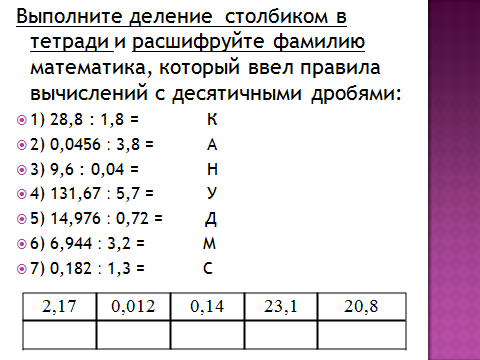 Выполните деление столбиком в
тетради и расшифруйте фамилию
математика, который ввел правила
вычислений с десятичными дробями:
1) 28,8 : 1,8 = К
2) 0,0456 : 3,8 = А
3) 9,6 : 0,04 = Н
4) 131,67 : 5,7 = У
5) 14,976 : 0,72 = Д
6) 6,944 : 3,2 = М
7) 0,182 : 1,3 = С
2,17 0,012 0,14 23,1 20,8